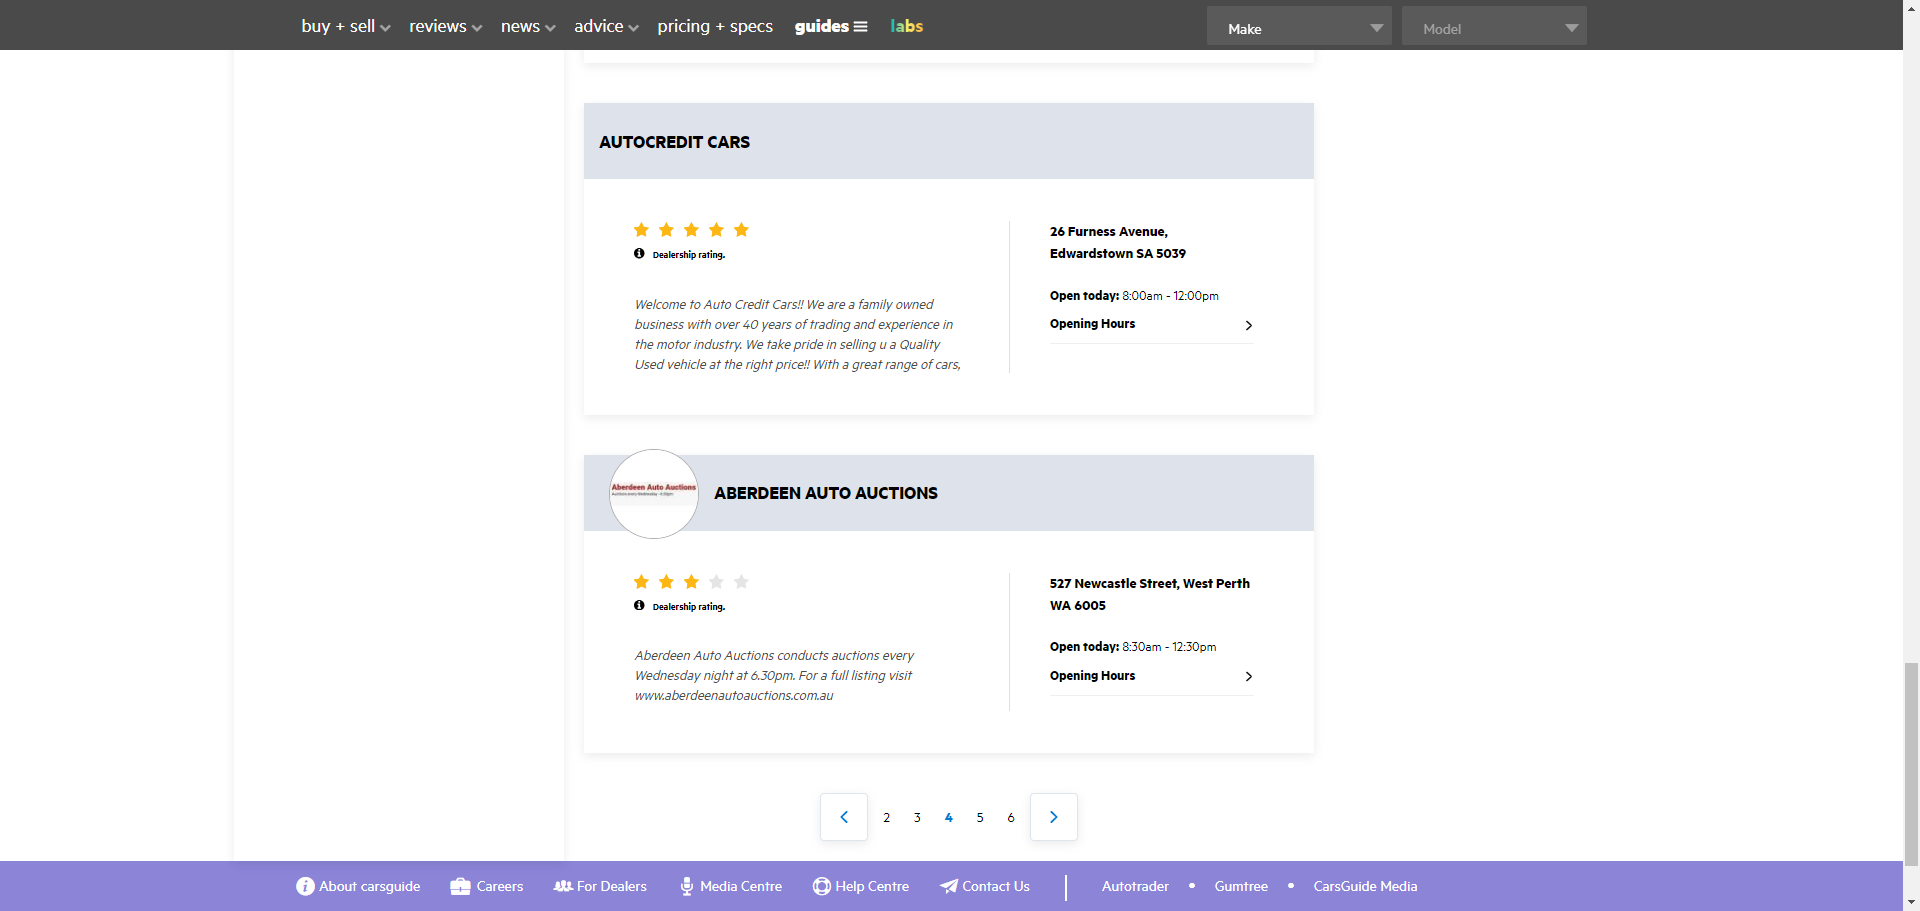 buy + sell reviews news advice pricing + specs guides labs Make Model
AUTOCREDIT CARS
Dealership rating.
Welcome to Auto Credit Cars!! We are a family owned
business with over 40 years of trading and experience in
the motor industry. We take pride in selling u a Quality
Used vehicle at the right price!! With a great range of cars,
26 Furness Avenue,
Edwardstown SA 5039
Open today: 8:00am - 12:00pm
Opening Hours
Aberdeen Auto Auctions
Auctions every Wednesday - 6:30pm
ABERDEEN AUTO AUCTIONS
Dealership rating.
Aberdeen Auto Auctions conducts auctions every
Wednesday night at 6.30pm. For a full listing visit
www.aberdeenautoauctions.com.au
527 Newcastle Street, West Perth
WA 6005
Open today: 8:30am - 12:30pm
Opening Hours
2 3 4 5 6
About carsguide Careers For Dealers Media Centre Help Centre Contact Us Autotrader • Gumtree • CarsGuide Media